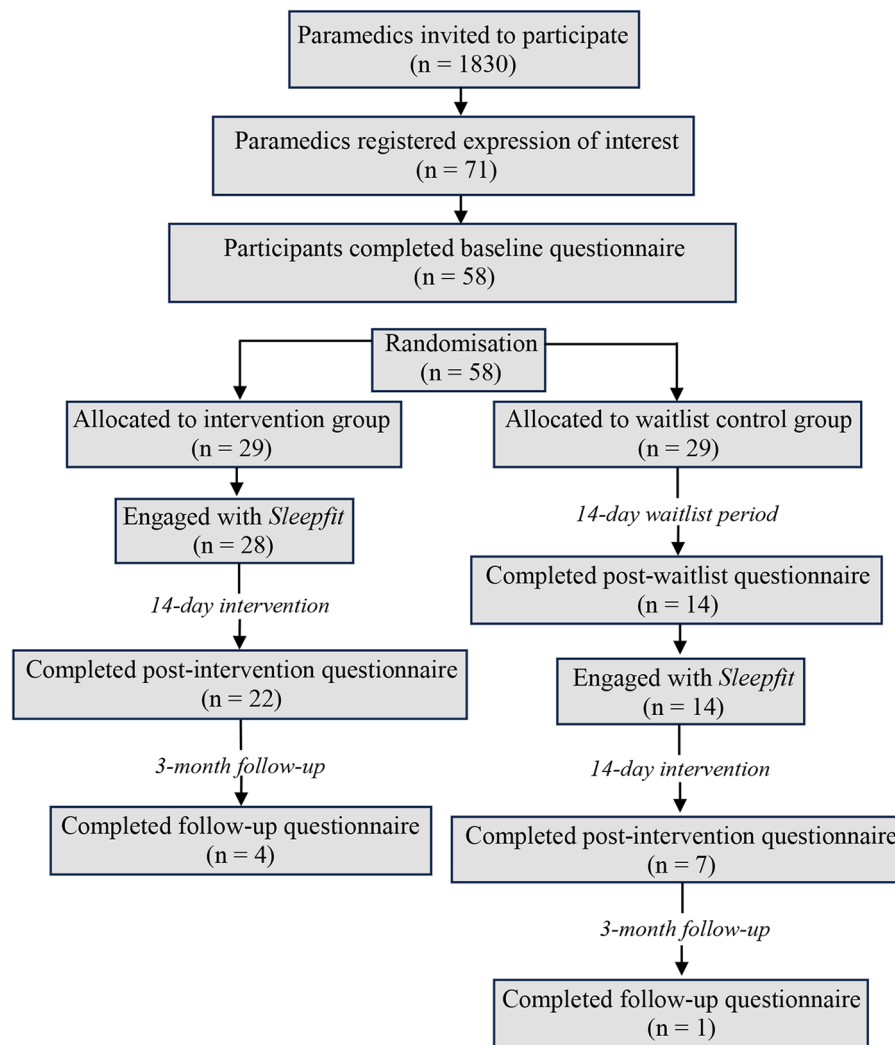 Paramedics invited to participate
(n = 1830)
Paramedics registered expression of interest
(n = 71)
Participants completed baseline questionnaire
(n = 58)
Randomisation
(n = 58)
Allocated to intervention group
(n = 29)
Engaged with Sleepfit
(n = 28)
14-day intervention
Completed post-intervention questionnaire
(n = 22)
3-month follow-up
Completed follow-up questionnaire
(n = 4)
Allocated to waitlist control group
(n = 29)
14-day waitlist period
Completed post-waitlist questionnaire
(n = 14)
Engaged with Sleepfit
(n = 14)
14-day intervention
Completed post-intervention questionnaire
(n = 7)
3-month follow-up
Completed follow-up questionnaire
(n = 1)